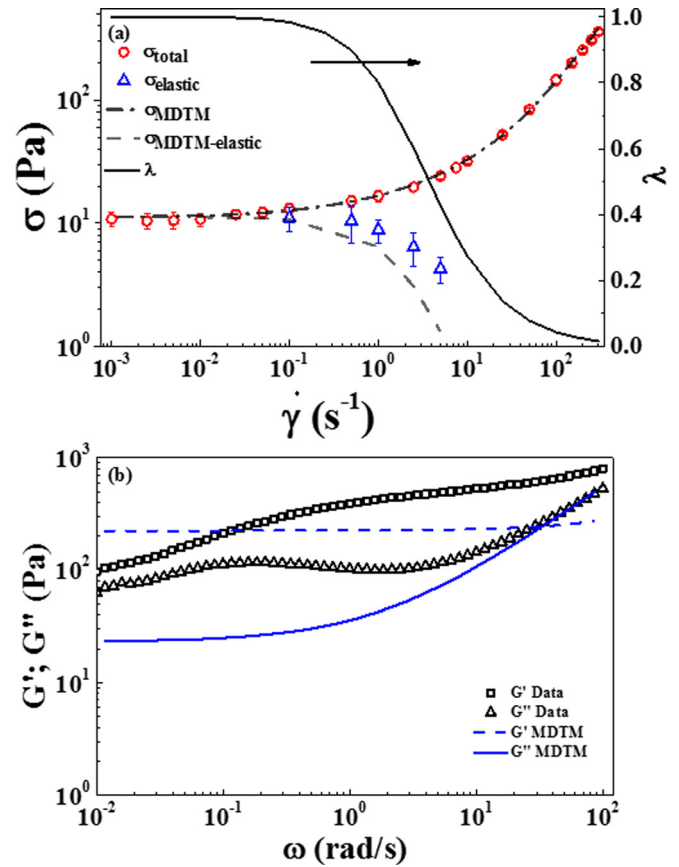 (a)
σtotal
σelastic
σMDTM
σMDTM-elastic
λ
10²
10¹
10⁰
σ (Pa)
1.0
0.8
0.6
0.4
0.2
0.0
λ
10⁻³ 10⁻² 10⁻¹ 10⁰ 10¹ 10²
γ̇ (s⁻¹)
(b)
10³
10²
10¹
10⁰
G'; G" (Pa)
G' Data
G" Data
G' MDTM
G" MDTM
10⁻² 10⁻¹ 10⁰ 10¹ 10²
ω (rad/s)